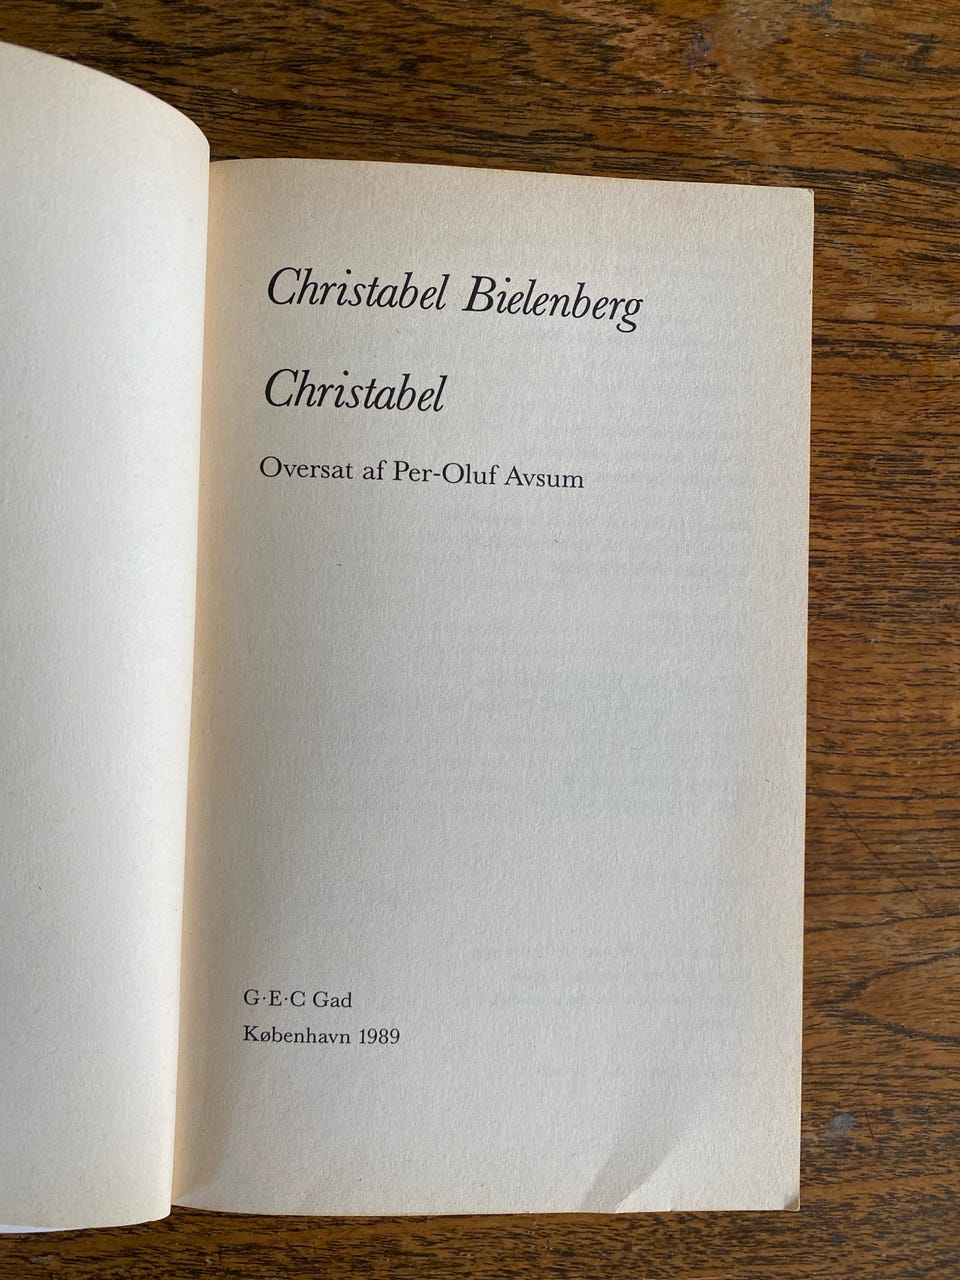 Christabel Bielenberg
Christabel
Oversat af Per-Oluf Avsum
G·E·C Gad
København 1989